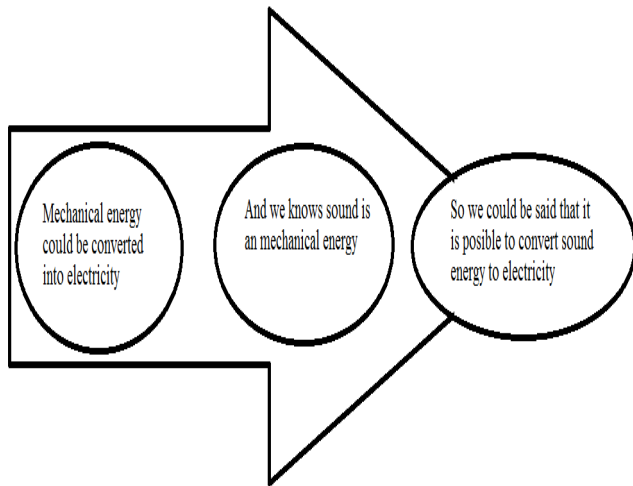 Mechanical energy
could be converted
into electricity
And we knows sound is
an mechanical energy
So we could be said that it
is posible to convert sound
energy to electricity